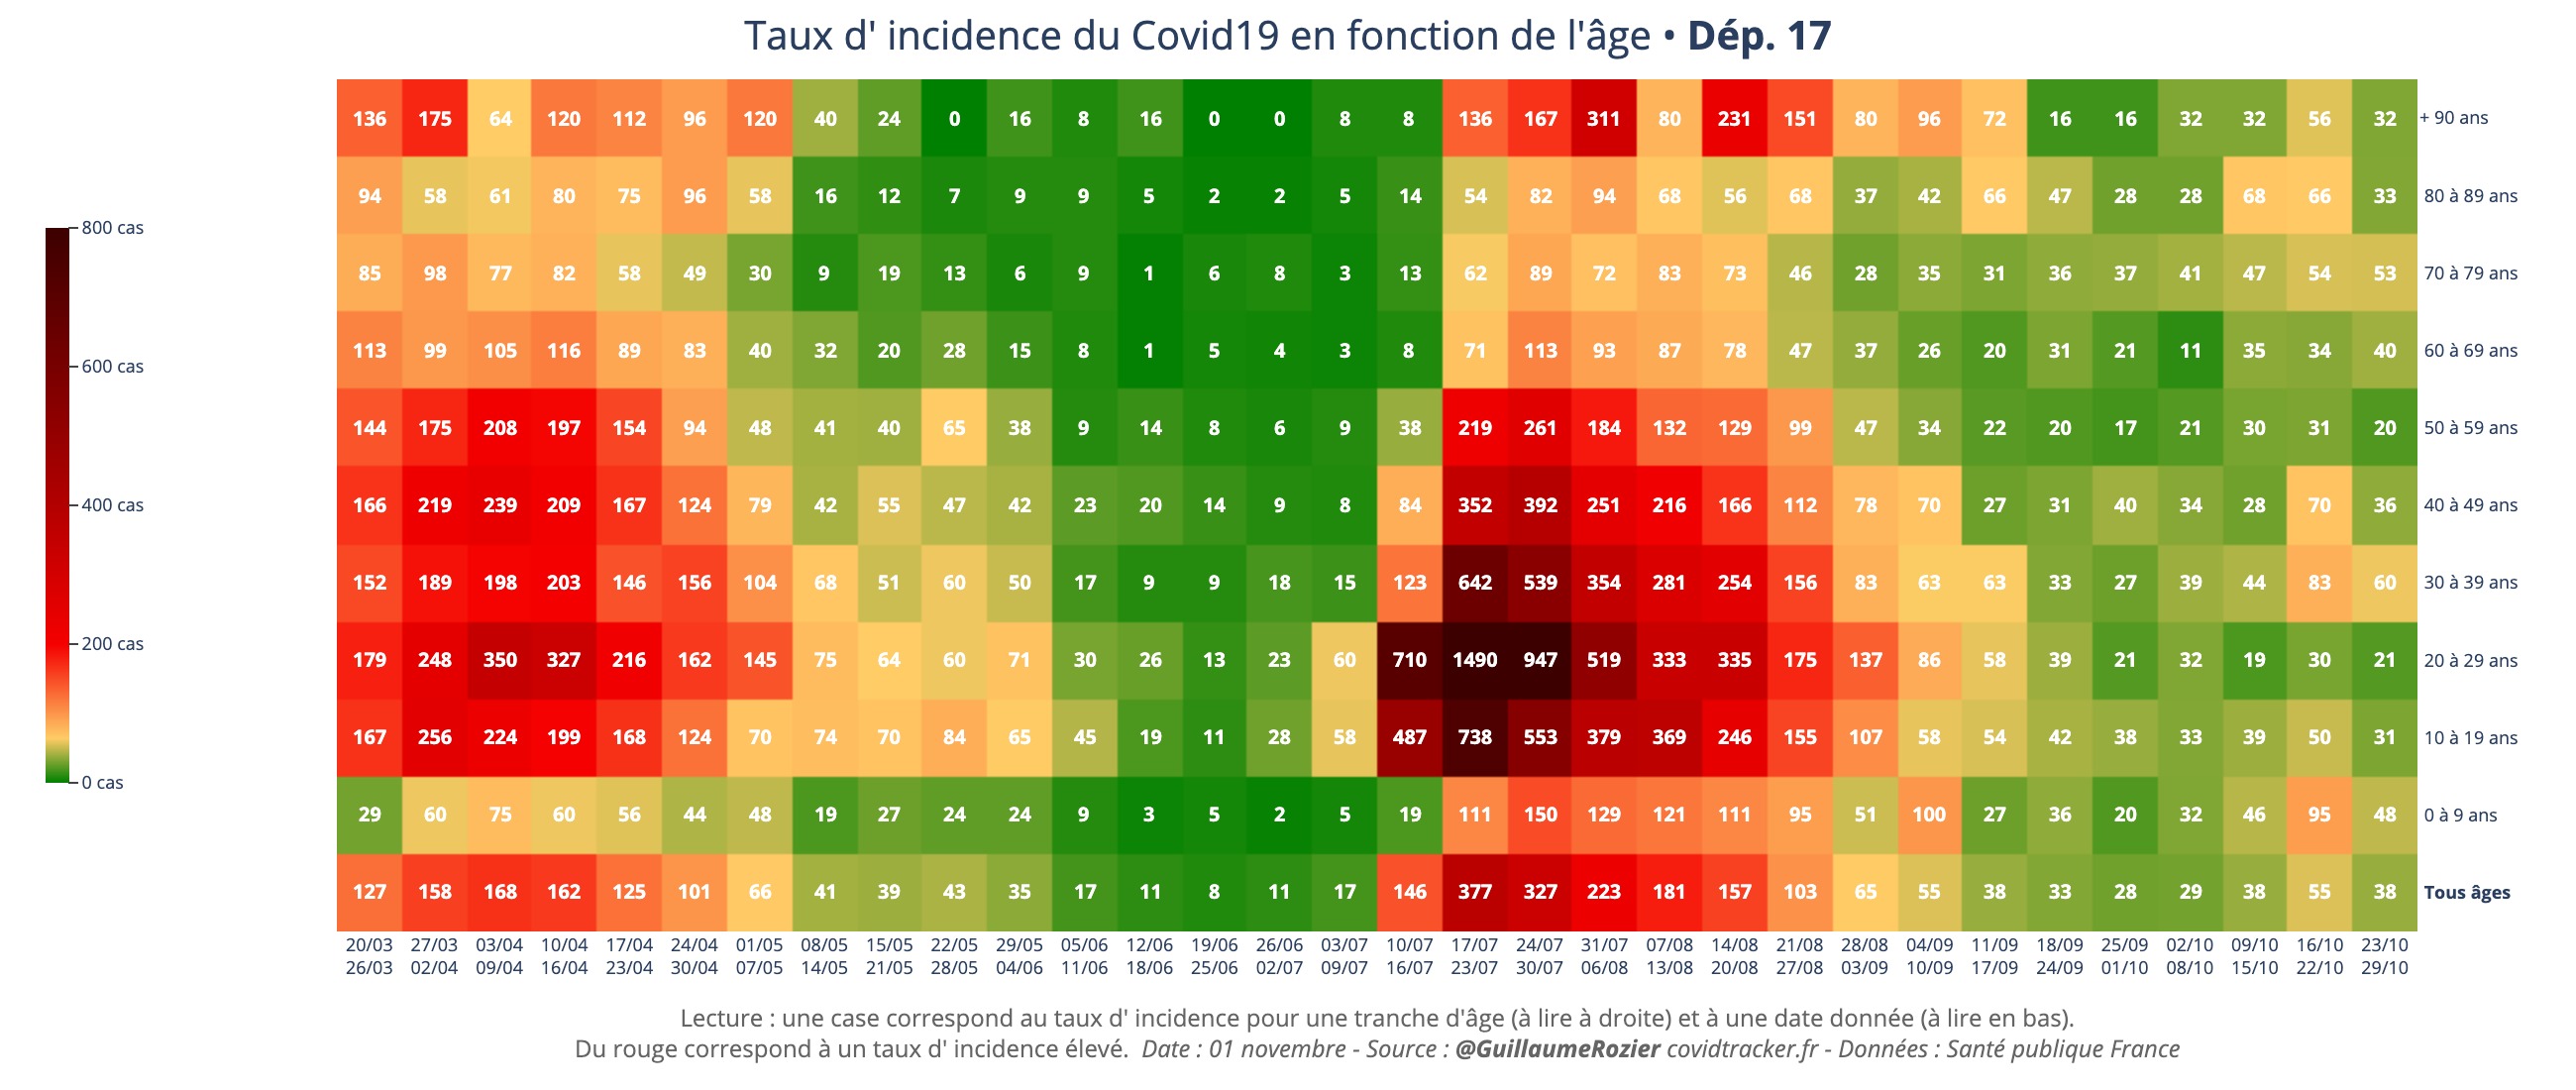 Taux d' incidence du Covid19 en fonction de l'âge • Dép. 17
136 175 64 120 112 96 120 40 24 0 16 8 16 0 0 8 8 136 167 311 80 231 151 80 96 72 16 16 32 32 56 32 + 90 ans
94 58 61 80 75 96 58 16 12 7 9 9 5 2 2 5 14 54 82 94 68 56 68 37 42 66 47 28 28 68 66 33 80 à 89 ans
800 cas
85 98 77 82 58 49 30 9 19 13 6 9 1 6 8 3 13 62 89 72 83 73 46 28 35 31 36 37 41 47 54 53 70 à 79 ans
113 99 105 116 89 83 40 32 20 28 15 8 1 5 4 3 8 71 113 93 87 78 47 37 26 20 31 21 11 35 34 40 60 à 69 ans
600 cas
144 175 208 197 154 94 48 41 40 65 38 9 14 8 6 9 38 219 261 184 132 129 99 47 34 22 20 17 21 30 31 20 50 à 59 ans
400 cas
166 219 239 209 167 124 79 42 55 47 42 23 20 14 9 8 84 352 392 251 216 166 112 78 70 27 31 40 34 28 70 36 40 à 49 ans
152 189 198 203 146 156 104 68 51 60 50 17 9 9 18 15 123 642 539 354 281 254 156 83 63 63 33 27 39 44 83 60 30 à 39 ans
200 cas
179 248 350 327 216 162 145 75 64 60 71 30 26 13 23 60 710 1490 947 519 333 335 175 137 86 58 39 21 32 19 30 21 20 à 29 ans
167 256 224 199 168 124 70 74 70 84 65 45 19 11 28 58 487 738 553 379 369 246 155 107 58 54 42 38 33 39 50 31 10 à 19 ans
0 cas
29 60 75 60 56 44 48 19 27 24 24 9 3 5 2 5 19 111 150 129 121 111 95 51 100 27 36 20 32 46 95 48 0 à 9 ans
127 158 168 162 125 101 66 41 39 43 35 17 11 8 11 17 146 377 327 223 181 157 103 65 55 38 33 28 29 38 55 38 Tous âges
20/03 27/03 03/04 10/04 17/04 24/04 01/05 08/05 15/05 22/05 29/05 05/06 12/06 19/06 26/06 03/07 10/07 17/07 24/07 31/07 07/08 14/08 21/08 28/08 04/09 11/09 18/09 25/09 02/10 09/10 16/10 23/10
26/03 02/04 09/04 16/04 23/04 30/04 07/05 14/05 21/05 28/05 04/06 11/06 18/06 25/06 02/07 09/07 16/07 23/07 30/07 06/08 13/08 20/08 27/08 03/09 10/09 17/09 24/09 01/10 08/10 15/10 22/10 29/10
Lecture : une case correspond au taux d' incidence pour une tranche d'âge (à lire à droite) et à une date donnée (à lire en bas).
Du rouge correspond à un taux d' incidence élevé. Date : 01 novembre - Source : @GuillaumeRozier covidtracker.fr - Données : Santé publique France